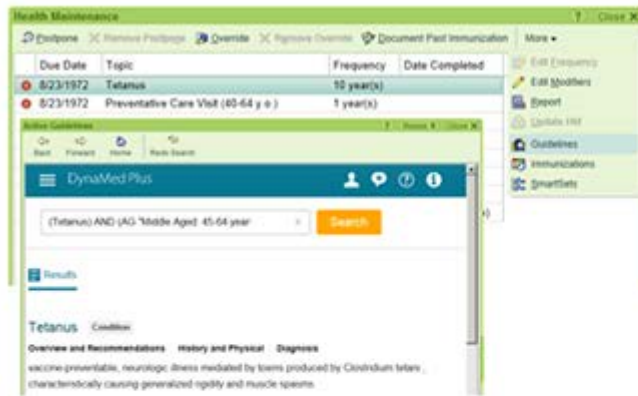 Health Maintenance ? Close X
Postpone Remove Postpone Override Remove Override Document Past Immunization More
Due Date Topic Frequency Date Completed
8/23/1972 Tetanus 10 year(s)
8/23/1972 Preventative Care Visit (40-64 y.o.) 1 year(s)
Edit Frequency
Edit Modifiers
Report
Update HM
Guidelines
Immunizations
SmartSets
Active Guidelines ? Close X
Back Forward Home Redo Search
DynaMed Plus
(Tetanus) AND (AG "Middle Aged: 45-64 year × Search
Results
Tetanus Condition
Overview and Recommendations History and Physical Diagnosis
vaccine-preventable, neurologic illness mediated by toxins produced by Clostridium tetani ,
characteristically causing generalized rigidity and muscle spasms